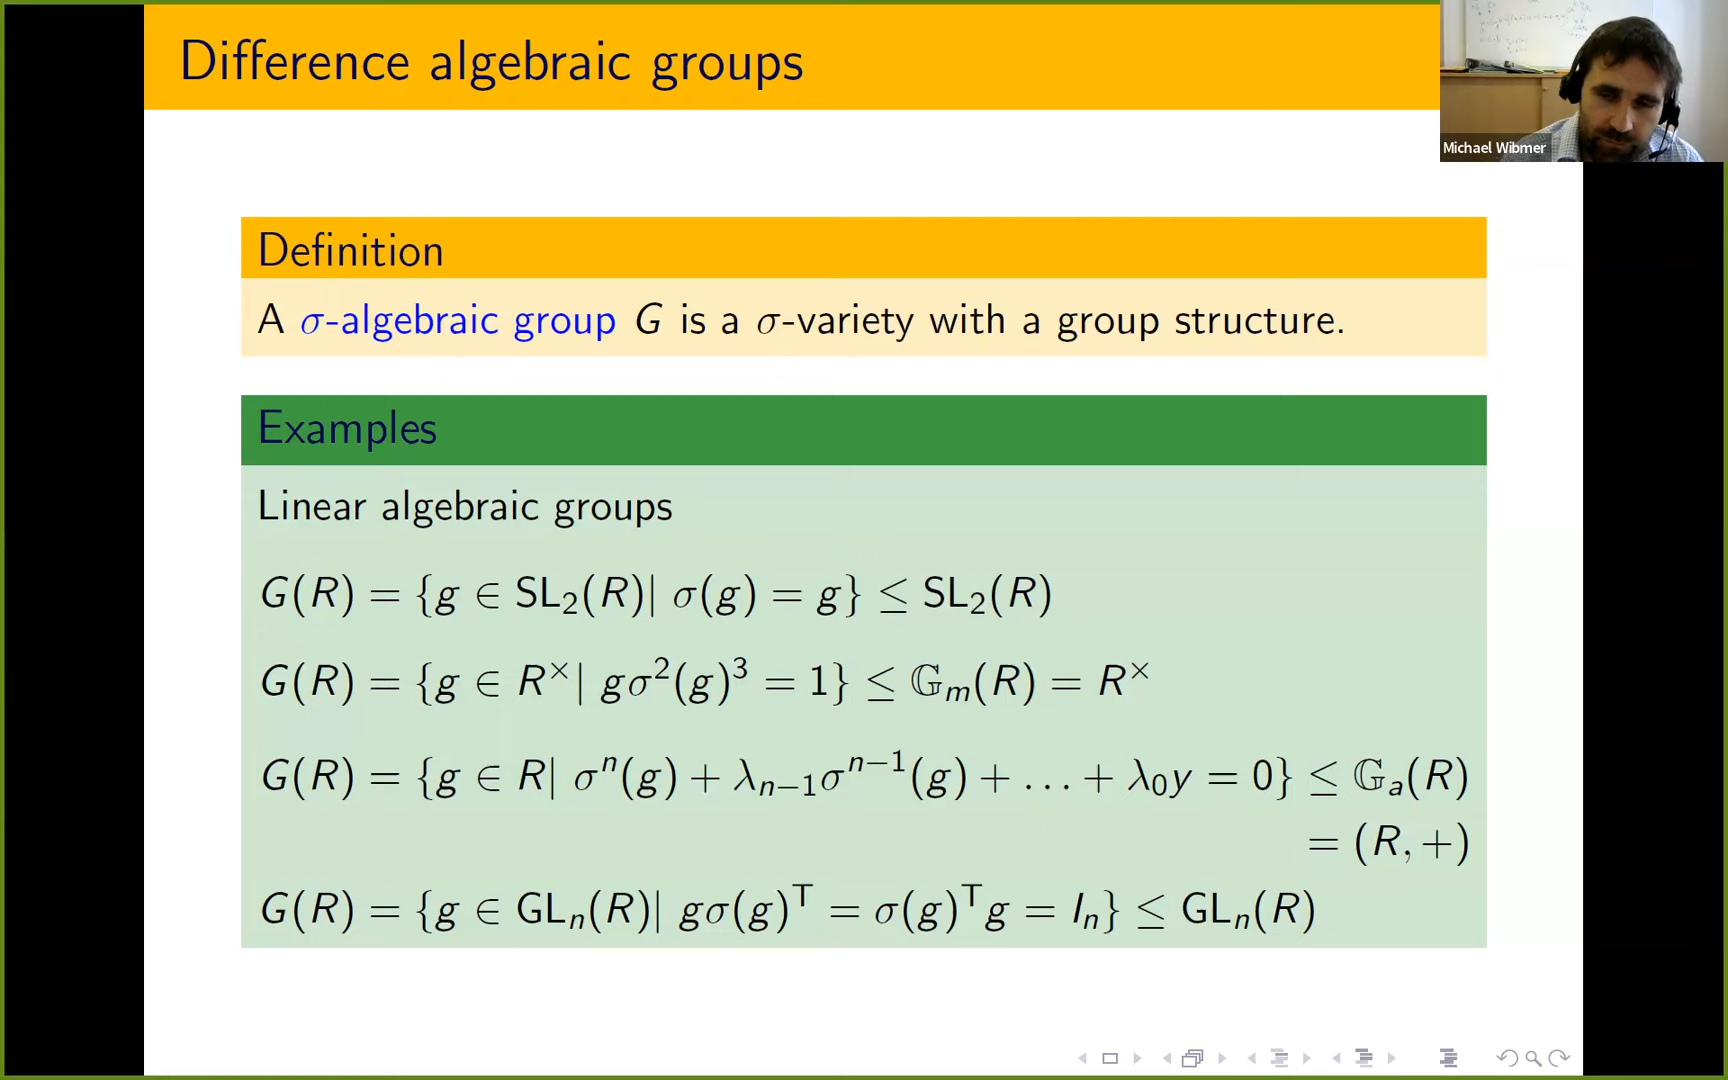 Difference algebraic groups
Michael Wibmer
Definition
A σ-algebraic group G is a σ-variety with a group structure.
Examples
Linear algebraic groups
G(R) = {g ∈ SL₂(R)| σ(g) = g} ≤ SL₂(R)
G(R) = {g ∈ R^×| gσ²(g)³ = 1} ≤ 𝔾ₘ(R) = R^×
G(R) = {g ∈ R| σⁿ(g) + λₙ₋₁σⁿ⁻¹(g) + … + λ₀y = 0} ≤ 𝔾ₐ(R)
= (R, +)
G(R) = {g ∈ GLₙ(R)| gσ(g)ᵀ = σ(g)ᵀg = Iₙ} ≤ GLₙ(R)